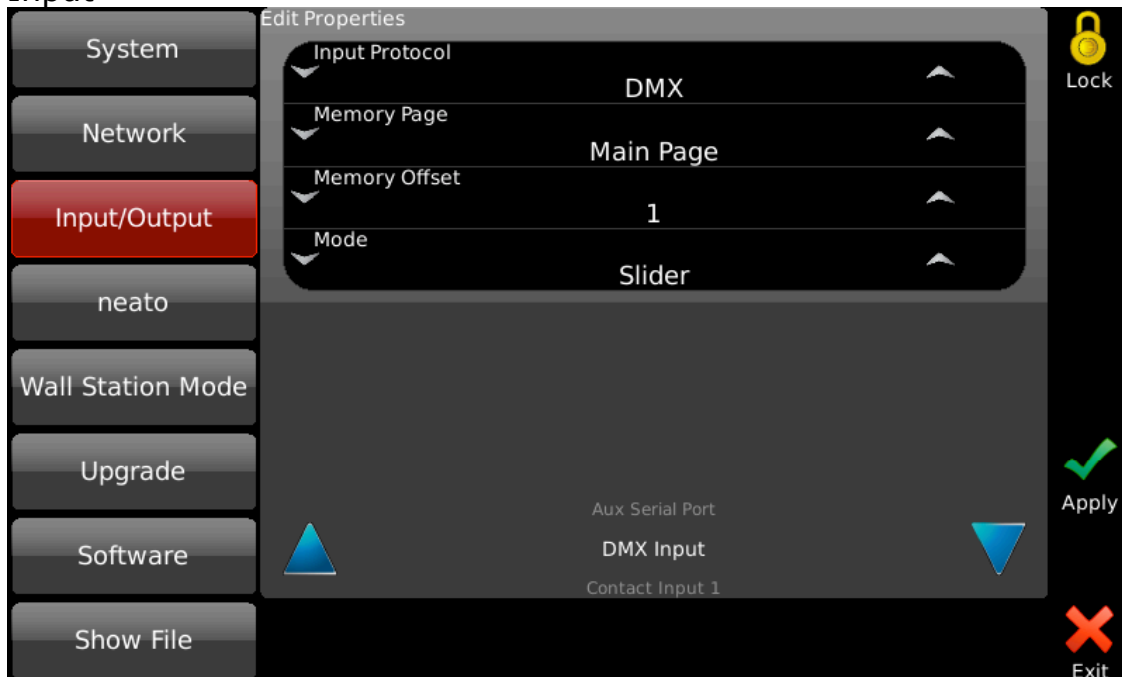 System
Network
Input/Output
neato
Wall Station Mode
Upgrade
Software
Show File
Edit Properties
Input Protocol
DMX
Memory Page
Main Page
Memory Offset
1
Mode
Slider
Aux Serial Port
DMX Input
Contact Input 1
Lock
Apply
Exit